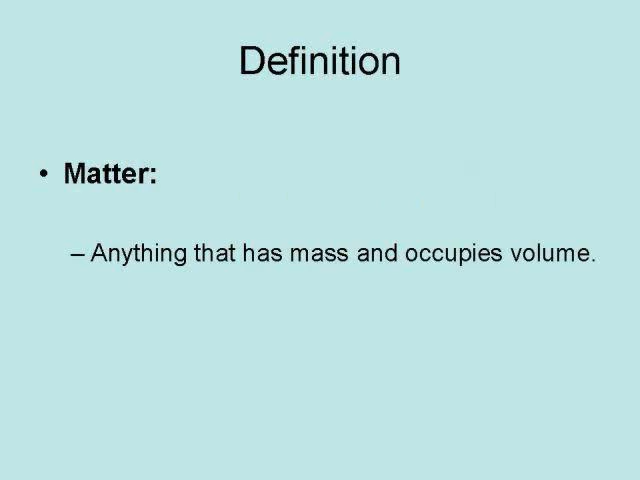 Definition
• Matter:
– Anything that has mass and occupies volume.